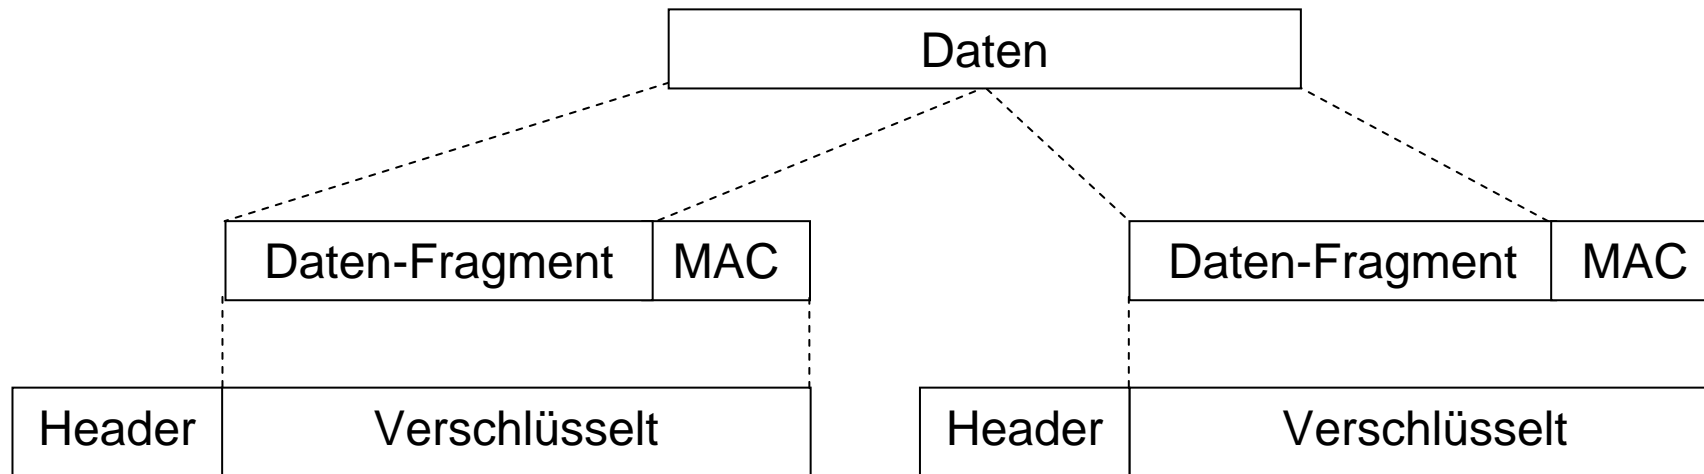 Daten
Daten-Fragment MAC Daten-Fragment MAC
Header Verschlüsselt Header Verschlüsselt